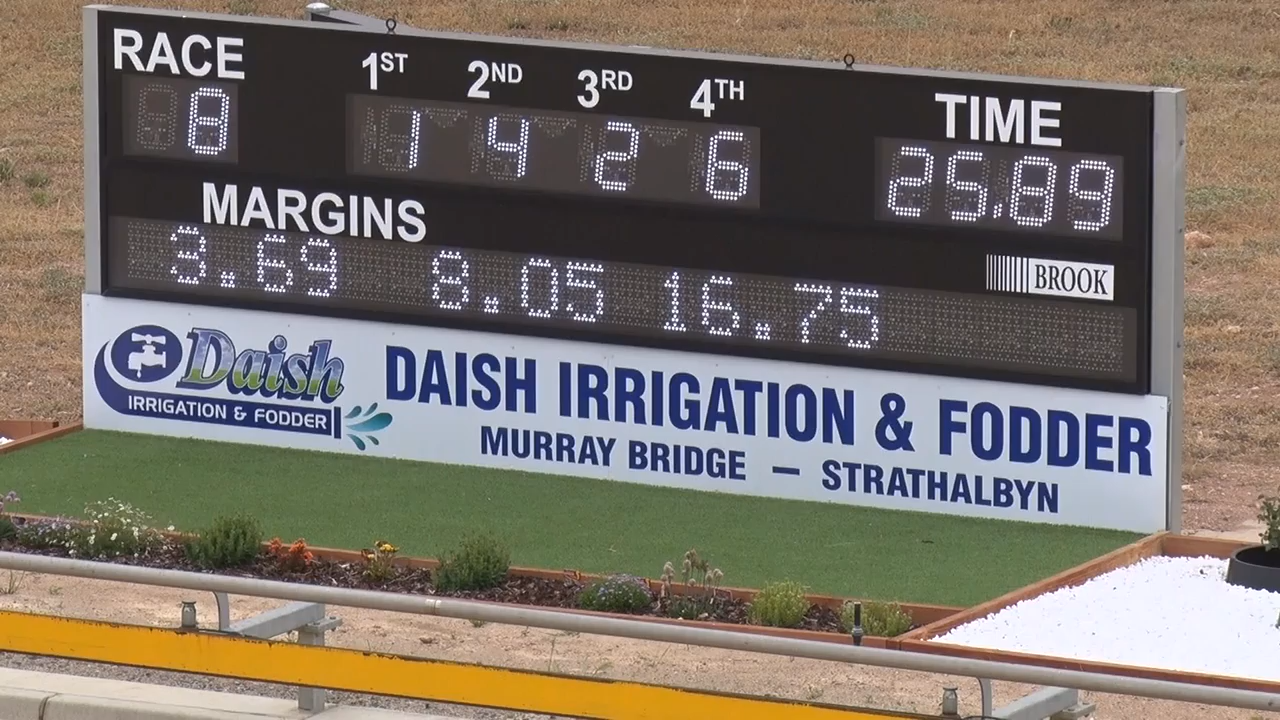 RACE 1ST 2ND 3RD 4TH TIME
8 1 4 2 6 25.89
MARGINS
3.69 8.05 16.75
BROOK
Daish
IRRIGATION & FODDER
DAISH IRRIGATION & FODDER
MURRAY BRIDGE — STRATHALBYN